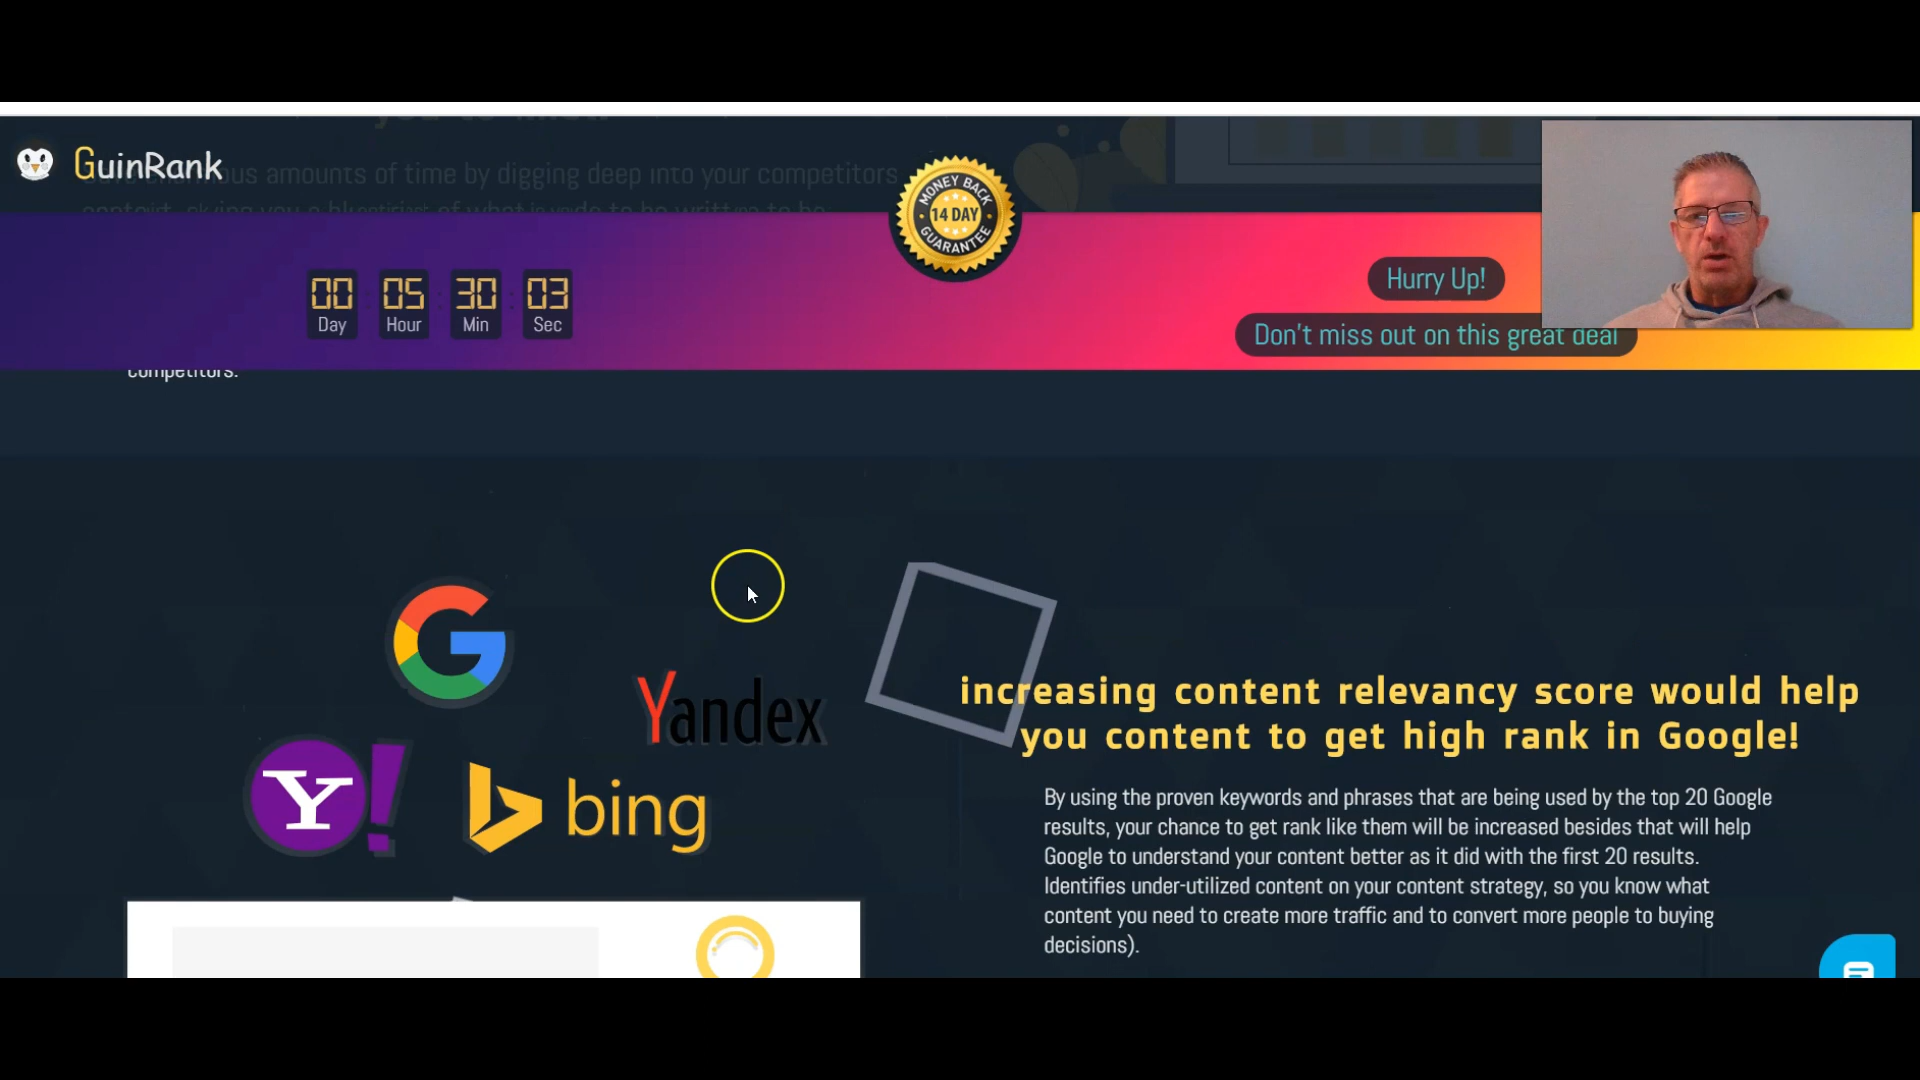 GuinRank
enormous amounts of time by digging deep into your competitors
MONEY BACK
14 DAY
GUARANTEE
00 05 30 03
Day Hour Min Sec
Hurry Up!
Don't miss out on this great deal
competitors.
G
Yandex
Y!
bing
increasing content relevancy score would help
you content to get high rank in Google!
By using the proven keywords and phrases that are being used by the top 20 Google
results, your chance to get rank like them will be increased besides that will help
Google to understand your content better as it did with the first 20 results.
Identifies under-utilized content on your content strategy, so you know what
content you need to create more traffic and to convert more people to buying
decisions).